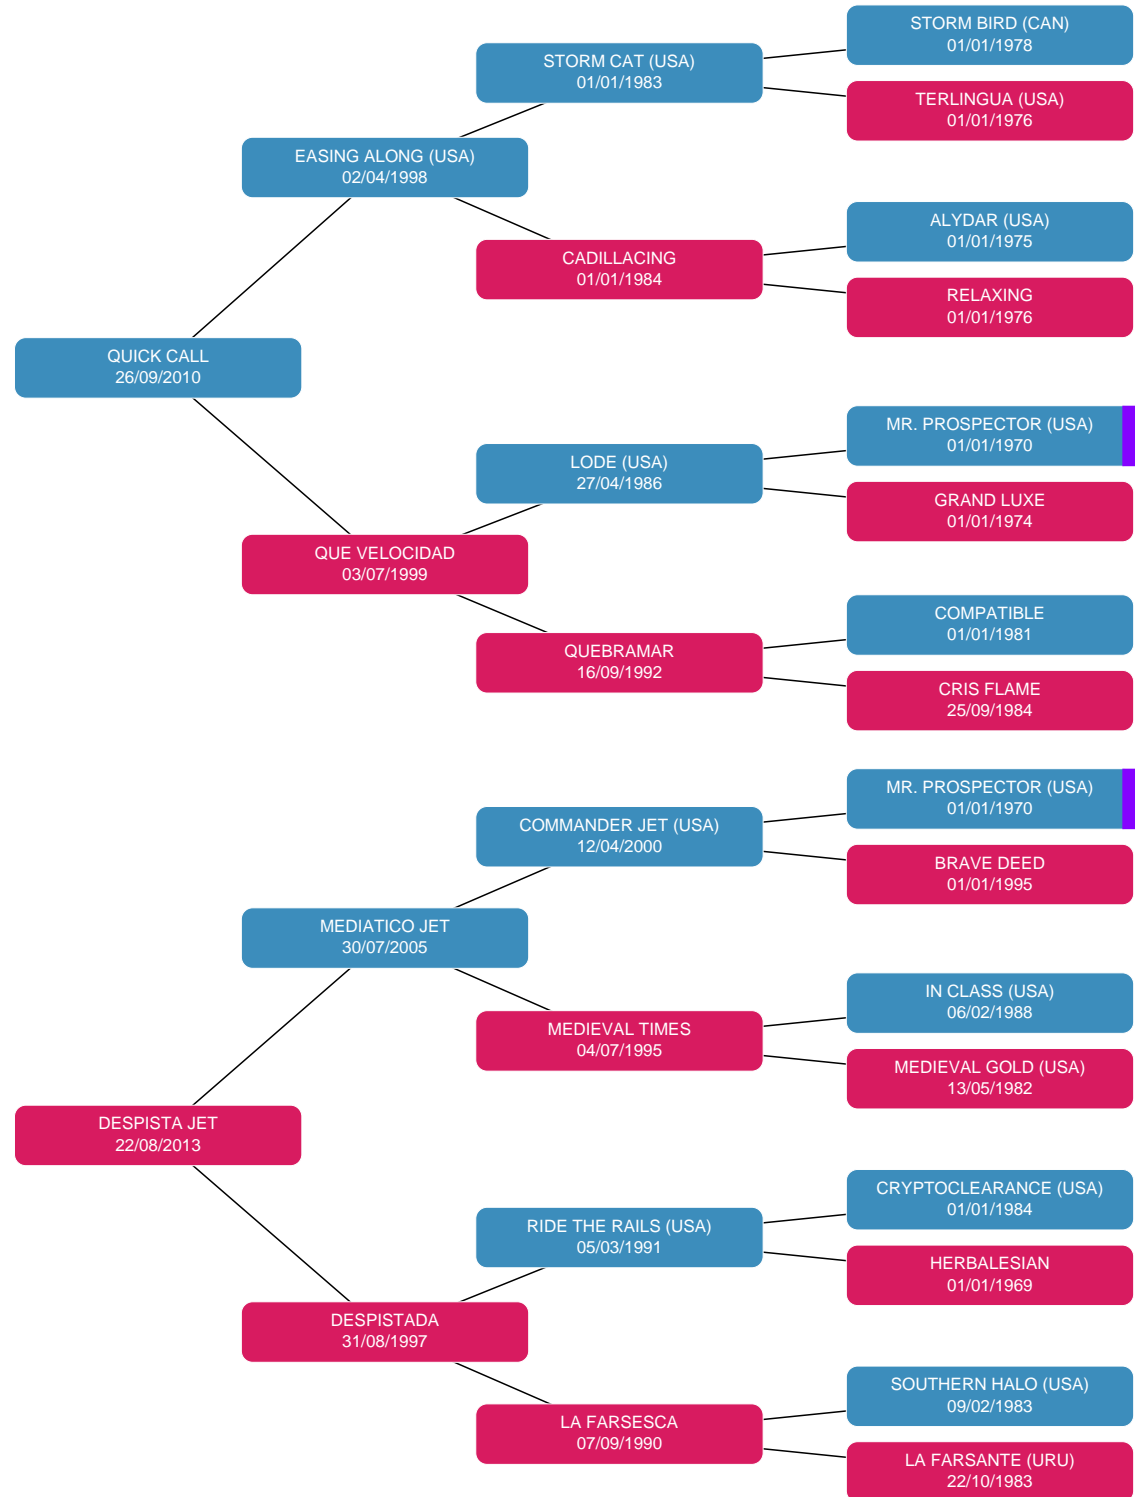 STORM BIRD (CAN)
01/01/1978
STORM CAT (USA)
01/01/1983
TERLINGUA (USA)
01/01/1976
EASING ALONG (USA)
02/04/1998
ALYDAR (USA)
01/01/1975
CADILLACING
01/01/1984
RELAXING
01/01/1976
QUICK CALL
26/09/2010
MR. PROSPECTOR (USA)
01/01/1970
LODE (USA)
27/04/1986
GRAND LUXE
01/01/1974
QUE VELOCIDAD
03/07/1999
COMPATIBLE
01/01/1981
QUEBRAMAR
16/09/1992
CRIS FLAME
25/09/1984
MR. PROSPECTOR (USA)
01/01/1970
COMMANDER JET (USA)
12/04/2000
BRAVE DEED
01/01/1995
MEDIATICO JET
30/07/2005
IN CLASS (USA)
06/02/1988
MEDIEVAL TIMES
04/07/1995
MEDIEVAL GOLD (USA)
13/05/1982
DESPISTA JET
22/08/2013
CRYPTOCLEARANCE (USA)
01/01/1984
RIDE THE RAILS (USA)
05/03/1991
HERBALESIAN
01/01/1969
DESPISTADA
31/08/1997
SOUTHERN HALO (USA)
09/02/1983
LA FARSESCA
07/09/1990
LA FARSANTE (URU)
22/10/1983